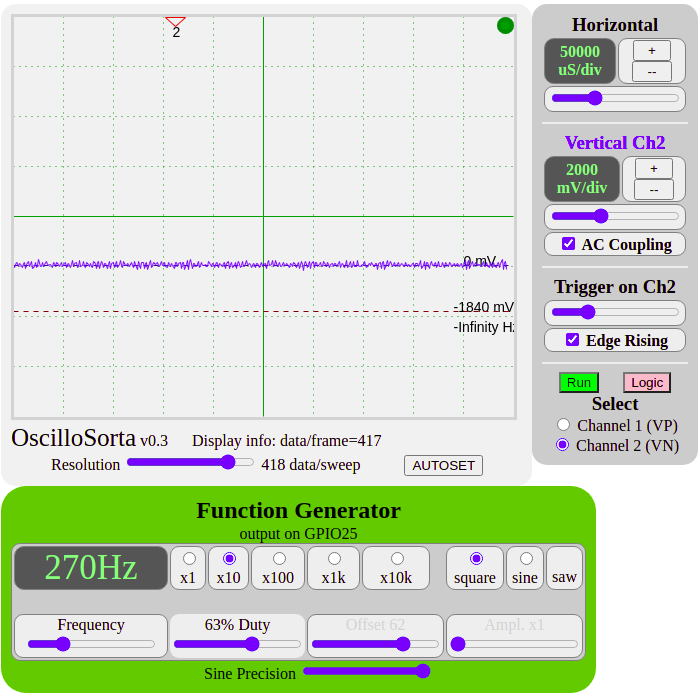 2
0 mV
-1840 mV
-Infinity Hz
Horizontal
50000
uS/div
+
--
Vertical Ch2
2000
mV/div
+
--
AC Coupling
Trigger on Ch2
Edge Rising
Run Logic
Select
Channel 1 (VP)
Channel 2 (VN)
OscilloSorta v0.3 Display info: data/frame=417
Resolution 418 data/sweep AUTOSET
Function Generator
output on GPIO25
270Hz x1 x10 x100 x1k x10k square sine saw
Frequency 63% Duty Offset 62 Ampl. x1
Sine Precision